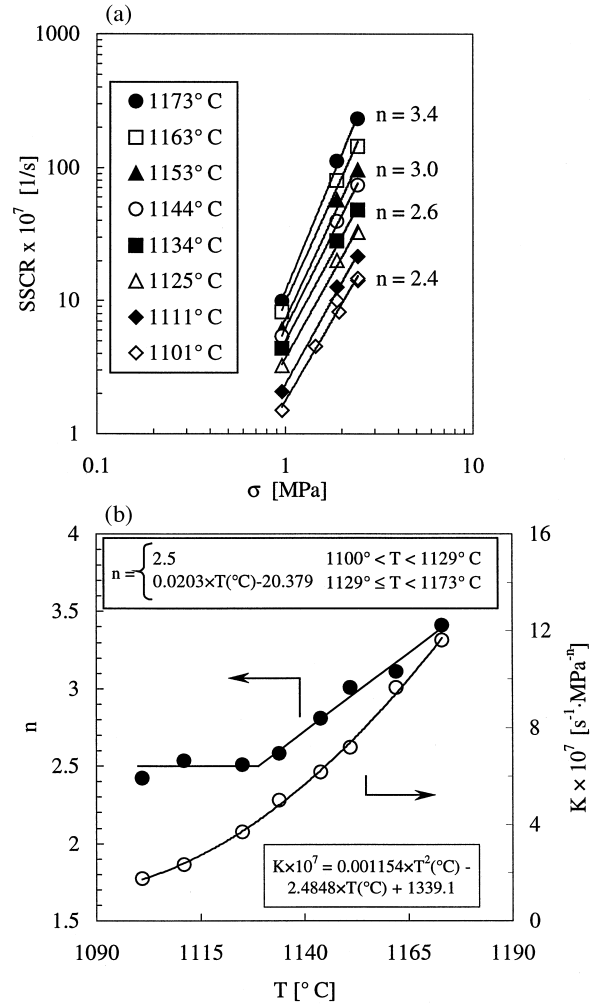 (a)
1000
100
10
1
SSCR x 10⁷ [1/s]
1173° C
1163° C
1153° C
1144° C
1134° C
1125° C
1111° C
1101° C
n = 3.4
n = 3.0
n = 2.6
n = 2.4
0.1 1 10
σ [MPa]
(b)
4
3.5
3
2.5
2
1.5
n
n = { 2.5 1100° < T < 1129° C
0.0203×T(°C)-20.379 1129° ≤ T < 1173° C
16
12
8
4
0
K × 10⁷ [s⁻¹·MPa⁻ⁿ]
K×10⁷ = 0.001154×T²(°C) -
2.4848×T(°C) + 1339.1
1090 1115 1140 1165 1190
T [° C]